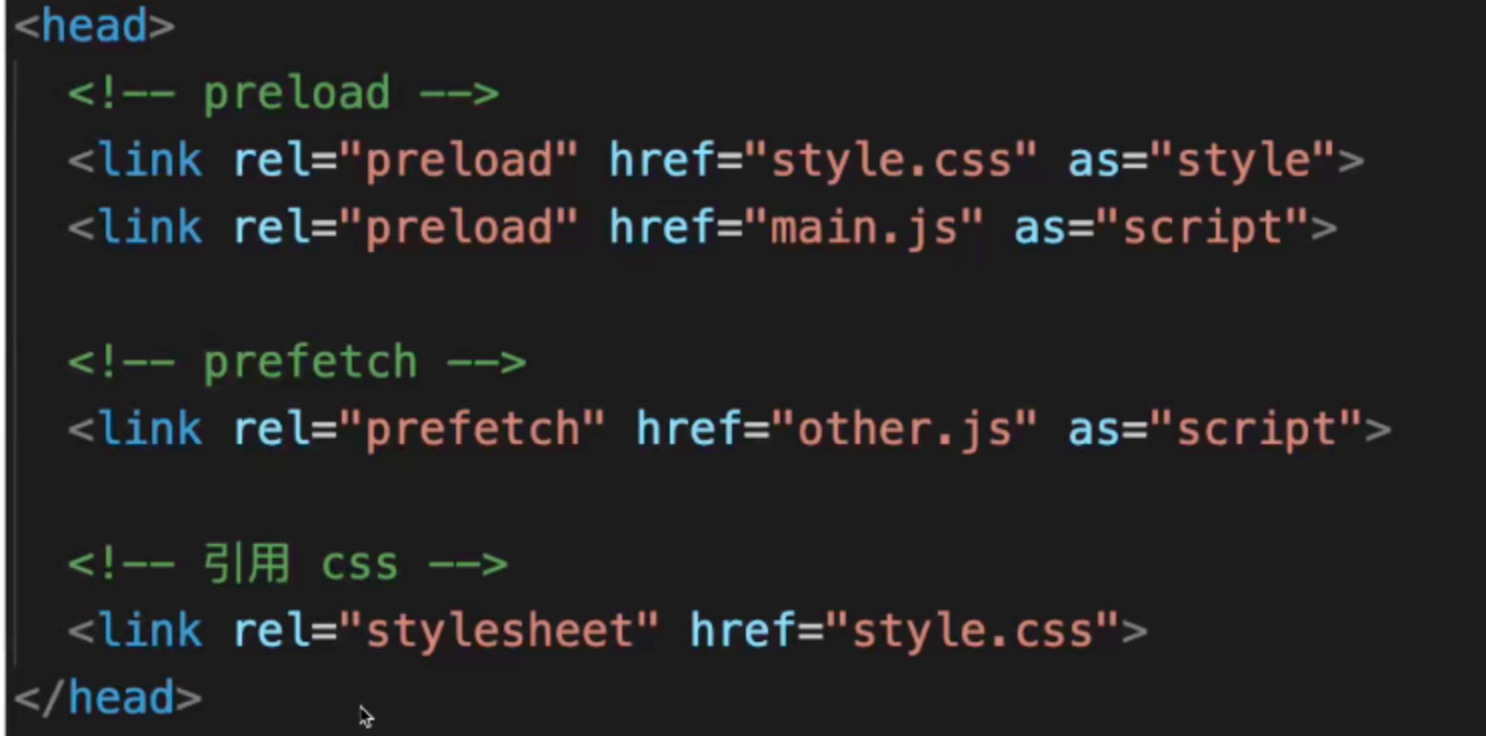 <head>
<!-- preload -->
<link rel="preload" href="style.css" as="style">
<link rel="preload" href="main.js" as="script">
<!-- prefetch -->
<link rel="prefetch" href="other.js" as="script">
<!-- 引用 css -->
<link rel="stylesheet" href="style.css">
</head>